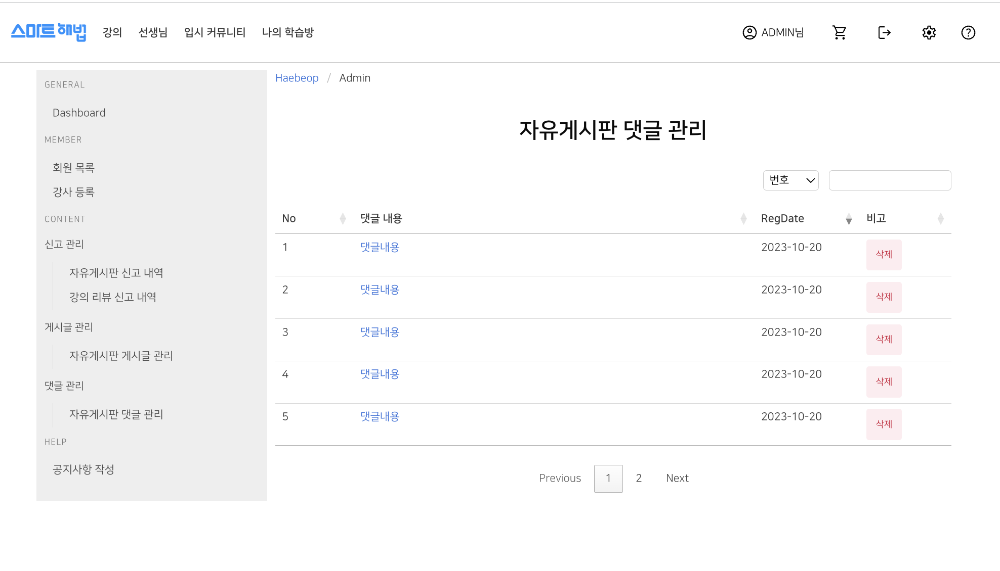 스마트해법 강의 선생님 입시 커뮤니티 나의 학습방 ADMIN님
GENERAL
Dashboard
MEMBER
회원 목록
강사 등록
CONTENT
신고 관리
자유게시판 신고 내역
강의 리뷰 신고 내역
게시글 관리
자유게시판 게시글 관리
댓글 관리
자유게시판 댓글 관리
HELP
공지사항 작성
Haebeop / Admin
자유게시판 댓글 관리
번호
No 댓글 내용 RegDate 비고
1 댓글내용 2023-10-20 삭제
2 댓글내용 2023-10-20 삭제
3 댓글내용 2023-10-20 삭제
4 댓글내용 2023-10-20 삭제
5 댓글내용 2023-10-20 삭제
Previous 1 2 Next